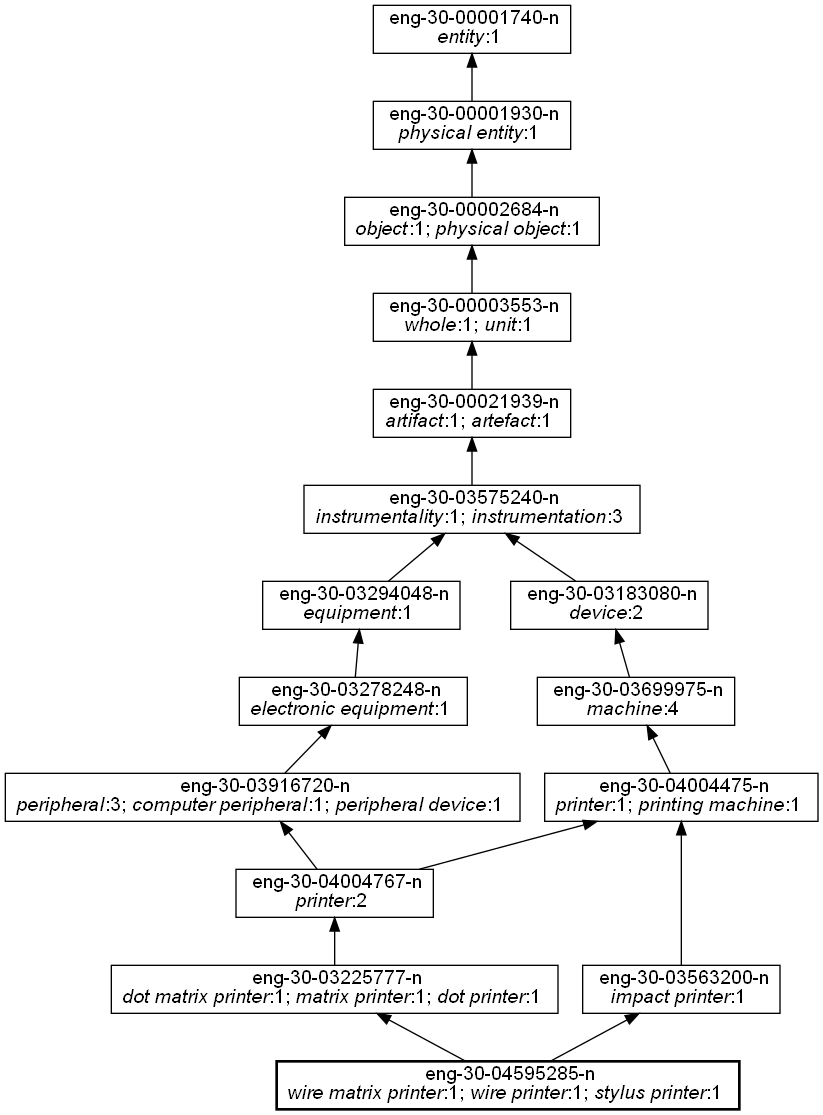 eng-30-00001740-n
entity:1
eng-30-00001930-n
physical entity:1
eng-30-00002684-n
object:1; physical object:1
eng-30-00003553-n
whole:1; unit:1
eng-30-00021939-n
artifact:1; artefact:1
eng-30-03575240-n
instrumentality:1; instrumentation:3
eng-30-03294048-n
equipment:1
eng-30-03183080-n
device:2
eng-30-03278248-n
electronic equipment:1
eng-30-03699975-n
machine:4
eng-30-03916720-n
peripheral:3; computer peripheral:1; peripheral device:1
eng-30-04004475-n
printer:1; printing machine:1
eng-30-04004767-n
printer:2
eng-30-03225777-n
dot matrix printer:1; matrix printer:1; dot printer:1
eng-30-03563200-n
impact printer:1
eng-30-04595285-n
wire matrix printer:1; wire printer:1; stylus printer:1